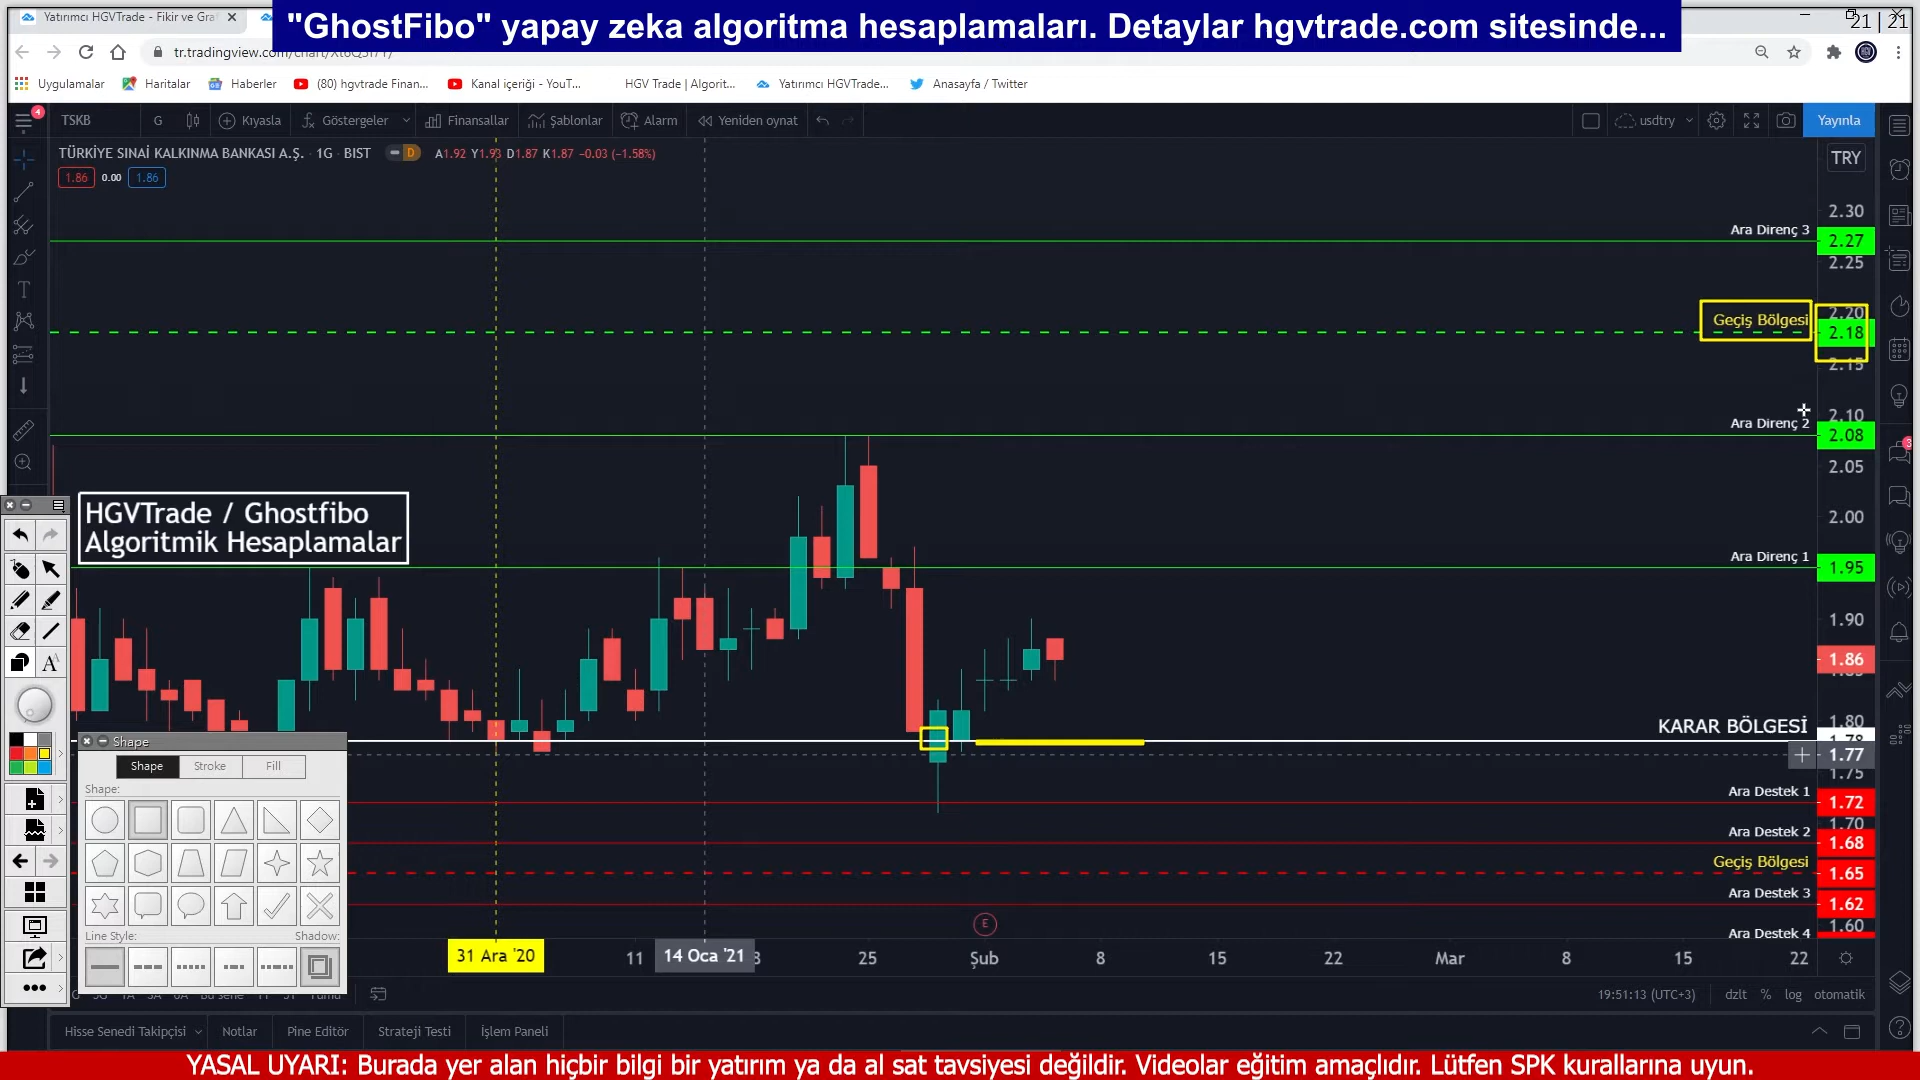 Yatırımcı HGVTrade - Fikir ve Gra
"GhostFibo" yapay zeka algoritma hesaplamaları. Detaylar hgvtrade.com sitesinde...
21 | 21
Uygulamalar
Haritalar
Haberler
(80) hgvtrade Finan...
Kanal içeriği - YouT...
HGV Trade | Algorit...
Yatırımcı HGVTrade...
Anasayfa / Twitter
4
TSKB
G
Kıyasla
Göstergeler
Finansallar
Şablonlar
Alarm
Yeniden oynat
usdtry
Yayınla
TÜRKİYE SINAİ KALKINMA BANKASI A.Ş. · 1G · BIST
D
A1.92 Y1.93 D1.87 K1.87 −0.03 (−1.58%)
1.86
0.00
1.86
TRY
2.30
Ara Direnç 3
2.27
2.25
2.20
Geçiş Bölgesi
2.18
2.15
2.10
Ara Direnç 2
2.08
3
2.05
HGVTrade / Ghostfibo
Algoritmik Hesaplamalar
2.00
Ara Direnç 1
1.95
1.90
1.86
KARAR BÖLGESİ
1.80
1.78
1.77
1.75
Ara Destek 1
1.72
1.70
Ara Destek 2
1.68
Geçiş Bölgesi
1.65
Ara Destek 3
1.62
1.60
Ara Destek 4
Shape
Shape
Stroke
Fill
Shape:
Line Style:
Shadow:
E
31 Ara '20
11
14 Oca '21
25
Şub
8
15
22
Mar
8
15
22
19:51:13 (UTC+3)
dzlt
%
log
otomatik
Hisse Senedi Takipçisi
Notlar
Pine Editör
Strateji Testi
İşlem Paneli
YASAL UYARI: Burada yer alan hiçbir bilgi bir yatırım ya da al sat tavsiyesi değildir. Videolar eğitim amaçlıdır. Lütfen SPK kurallarına uyun.